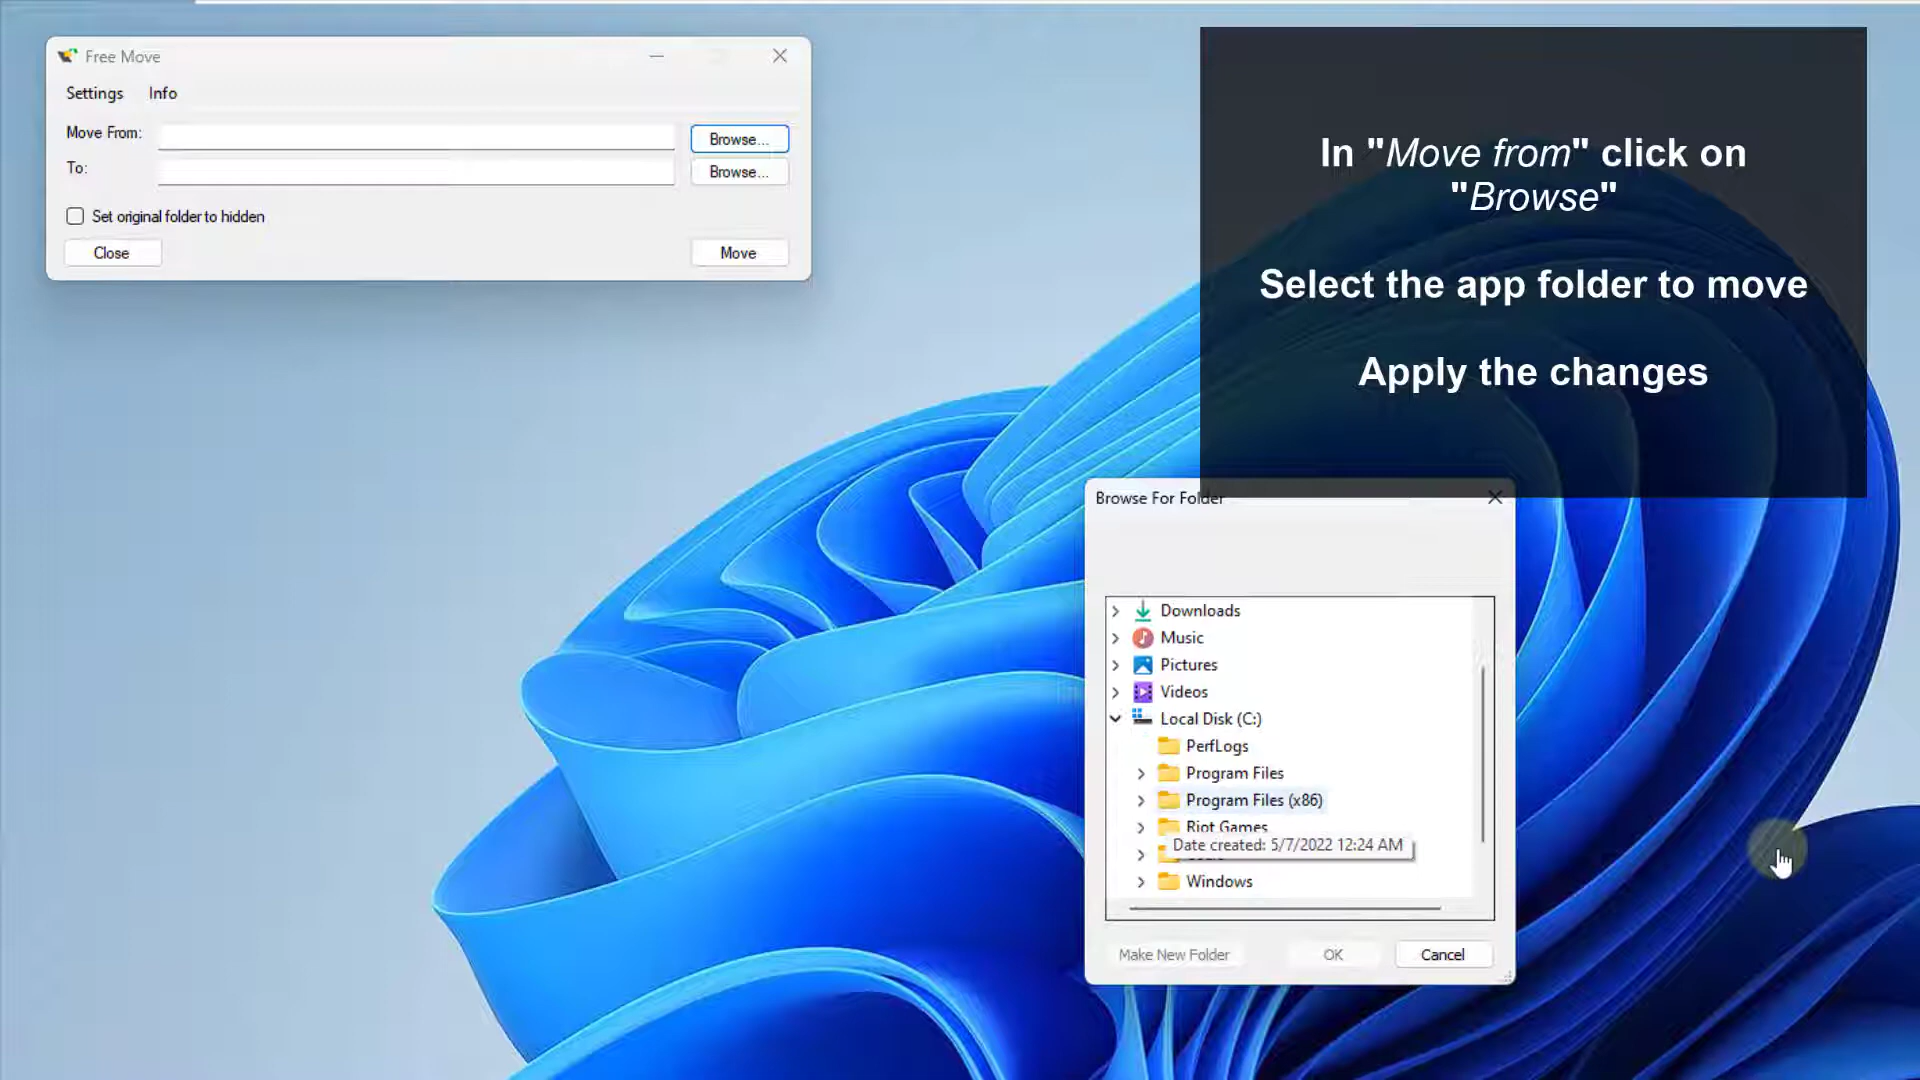 Free Move
Settings Info
Move From:
Browse...
To:
Browse...
Set original folder to hidden
Close
Move
In "Move from" click on
"Browse"
Select the app folder to move
Apply the changes
Browse For Folder
Downloads
Music
Pictures
Videos
Local Disk (C:)
PerfLogs
Program Files
Program Files (x86)
Riot Games
Date created: 5/7/2022 12:24 AM
Windows
Make New Folder
OK
Cancel